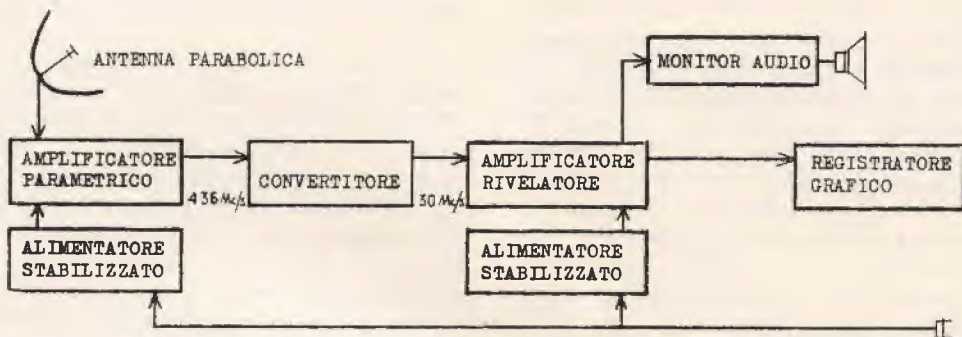 ANTENNA PARABOLICA
MONITOR AUDIO
AMPLIFICATORE
PARAMETRICO
436 Mc/s
CONVERTITORE
30 Mc/s
AMPLIFICATORE
RIVELATORE
REGISTRATORE
GRAFICO
ALIMENTATORE
STABILIZZATO
ALIMENTATORE
STABILIZZATO